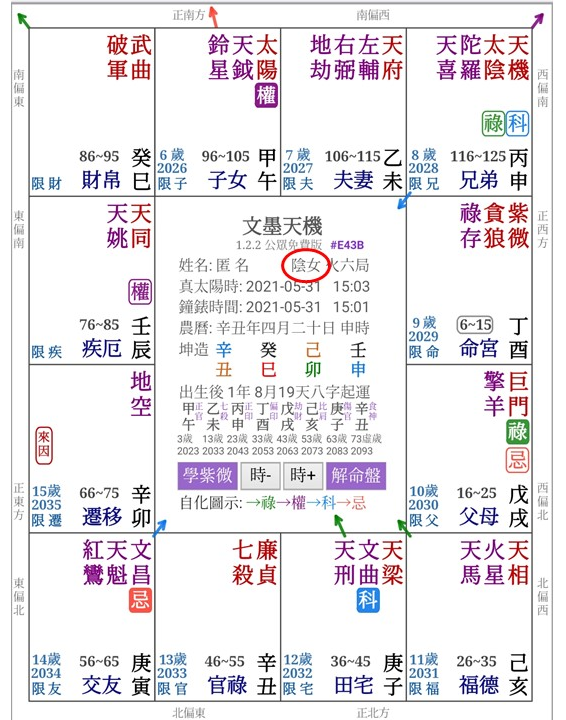 正南方
南偏西
南偏東
東偏南
正東方
東偏北
西偏南
正西方
西偏北
北偏西
北偏東
正北方
武曲
破軍
86~95
癸巳
限財
財帛
太陽
權
天鉞
鈴星
6歲
2026
限子
96~105
甲午
子女
天府
左輔
右弼
地劫
7歲
2027
限夫
106~115
乙未
夫妻
天機
科
太陰
祿
陀羅
天喜
8歲
2028
限兄
116~125
丙申
兄弟
天同
權
天姚
76~85
壬辰
限疾
疾厄
文墨天機
1.2.2 公眾免費版 #E43B
姓名: 匿名 陰女 火六局
真太陽時: 2021-05-31 15:03
鐘錶時間: 2021-05-31 15:01
農曆: 辛丑年四月二十日 申時
坤造 辛 癸 己 壬
丑 巳 卯 申
出生後 1年 8月19天八字起運
甲午 正官
乙未 七殺
丙申 正印
丁酉 偏印
戊戌 劫財
己亥 比肩
庚子 傷官
辛丑 食神
3歲 13歲 23歲 33歲 43歲 53歲 63歲 73虛歲
2023 2033 2043 2053 2063 2073 2083 2093
學紫微 時- 時+ 解命盤
自化圖示: →祿→權→科→忌
紫微
貪狼
祿存
9歲
2029
限命
6~15
丁酉
命宮
地空
來因
15歲
2035
限遷
66~75
辛卯
遷移
巨門
祿
忌
擎羊
10歲
2030
限父
16~25
戊戌
父母
文昌
忌
天魁
紅鸞
14歲
2034
限友
56~65
庚寅
交友
廉貞
七殺
13歲
2033
限官
46~55
辛丑
官祿
天梁
文曲
科
天刑
12歲
2032
限宅
36~45
庚子
田宅
天相
火星
天馬
11歲
2031
限福
26~35
己亥
福德